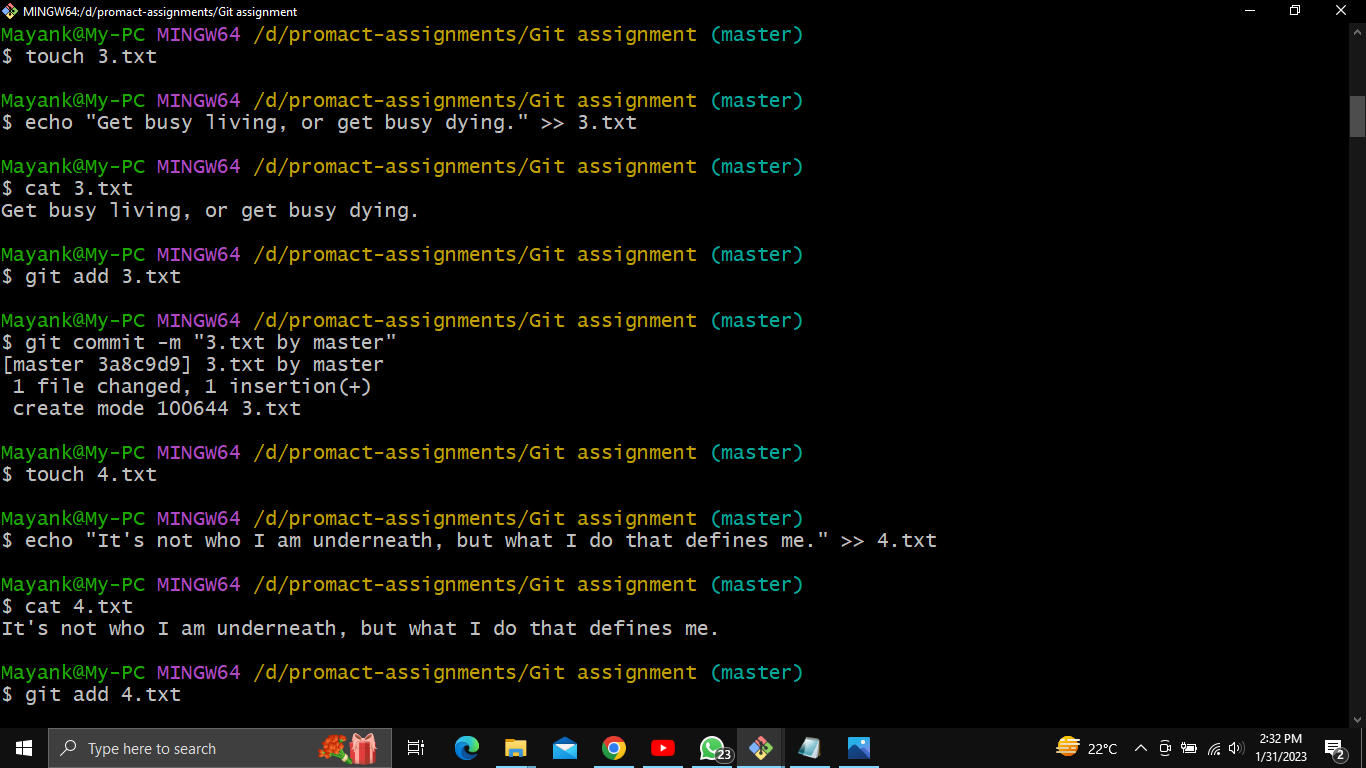 MINGW64:/d/promact-assignments/Git assignment
Mayank@My-PC MINGW64 /d/promact-assignments/Git assignment (master)
$ touch 3.txt
Mayank@My-PC MINGW64 /d/promact-assignments/Git assignment (master)
$ echo "Get busy living, or get busy dying." >> 3.txt
Mayank@My-PC MINGW64 /d/promact-assignments/Git assignment (master)
$ cat 3.txt
Get busy living, or get busy dying.
Mayank@My-PC MINGW64 /d/promact-assignments/Git assignment (master)
$ git add 3.txt
Mayank@My-PC MINGW64 /d/promact-assignments/Git assignment (master)
$ git commit -m "3.txt by master"
[master 3a8c9d9] 3.txt by master
 1 file changed, 1 insertion(+)
 create mode 100644 3.txt
Mayank@My-PC MINGW64 /d/promact-assignments/Git assignment (master)
$ touch 4.txt
Mayank@My-PC MINGW64 /d/promact-assignments/Git assignment (master)
$ echo "It's not who I am underneath, but what I do that defines me." >> 4.txt
Mayank@My-PC MINGW64 /d/promact-assignments/Git assignment (master)
$ cat 4.txt
It's not who I am underneath, but what I do that defines me.
Mayank@My-PC MINGW64 /d/promact-assignments/Git assignment (master)
$ git add 4.txt
Type here to search
23
22°C
2:32 PM
1/31/2023
2